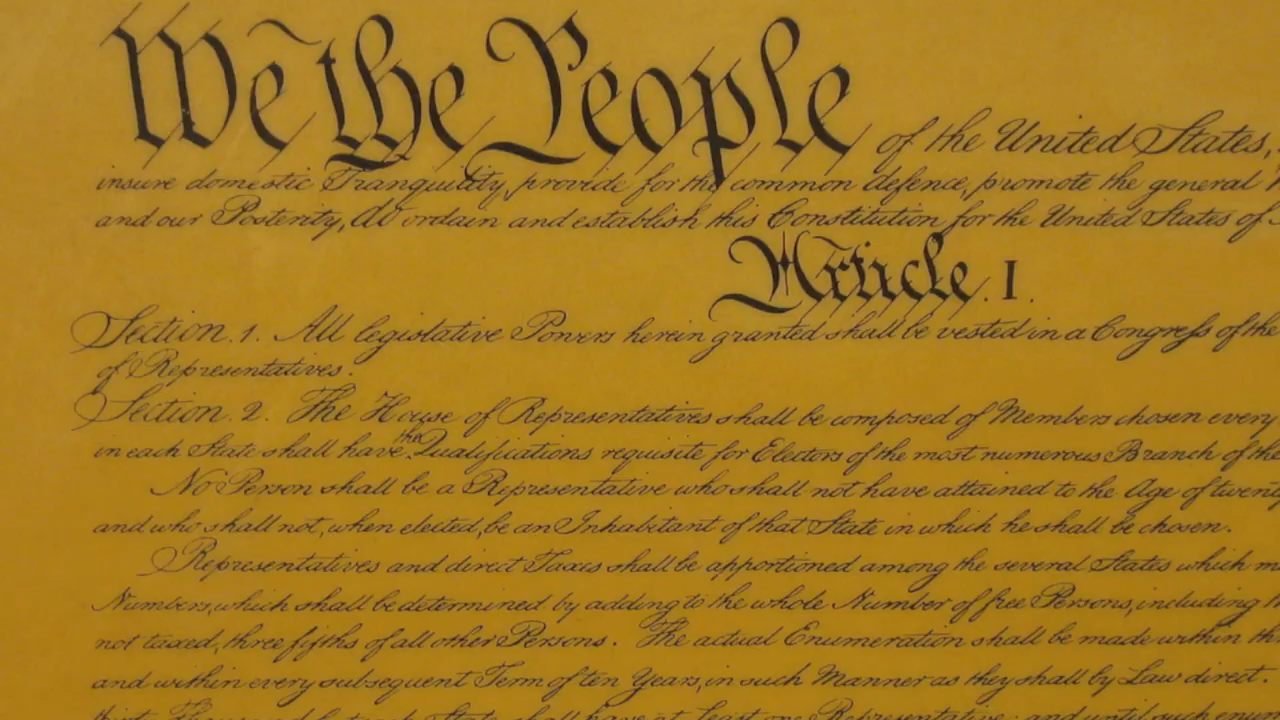 We the People of the United States,
insure domestic Tranquility, provide for the common defence, promote the general
and our Posterity, do ordain and establish this Constitution for the United States of
Article. I.
Section. 1. All legislative Powers herein granted shall be vested in a Congress of the
of Representatives.
Section. 2. The House of Representatives shall be composed of Members chosen every
in each State shall have the Qualifications requisite for Electors of the most numerous Branch of the
No Person shall be a Representative who shall not have attained to the Age of twenty
and who shall not, when elected, be an Inhabitant of that State in which he shall be chosen.
Representatives and direct Taxes shall be apportioned among the several States which
Numbers, which shall be determined by adding to the whole Number of free Persons, including
not taxed, three fifths of all other Persons. The actual Enumeration shall be made within
and within every subsequent Term of ten Years, in such Manner as they shall by Law direct.